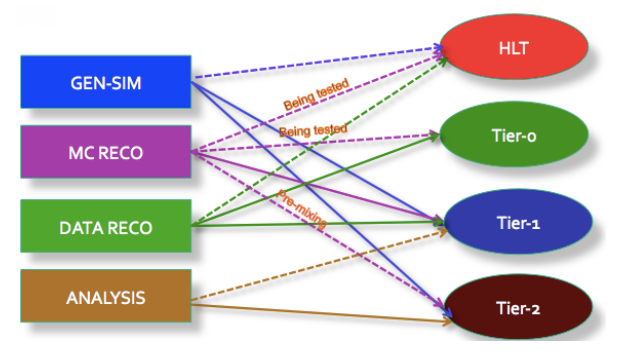 GEN-SIM
MC RECO
DATA RECO
ANALYSIS
Being tested
Being tested
Pre-mixing
HLT
Tier-0
Tier-1
Tier-2